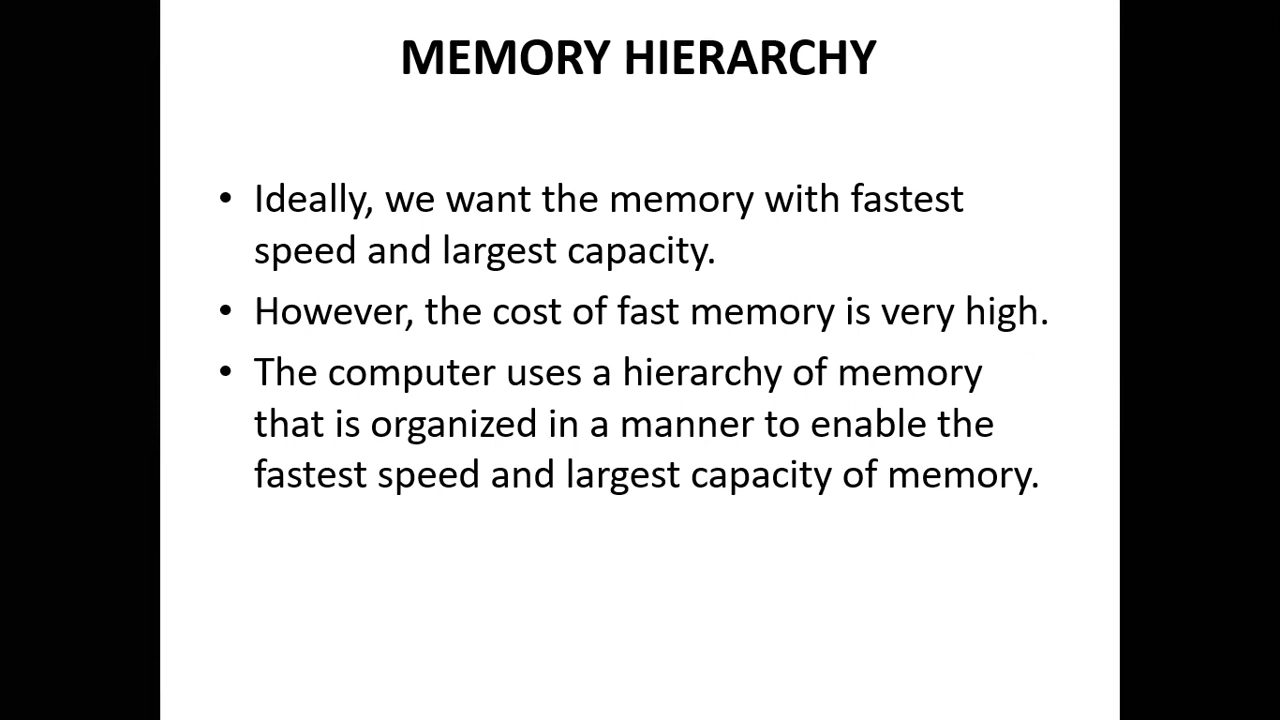 MEMORY HIERARCHY
• Ideally, we want the memory with fastest
speed and largest capacity.
• However, the cost of fast memory is very high.
• The computer uses a hierarchy of memory
that is organized in a manner to enable the
fastest speed and largest capacity of memory.